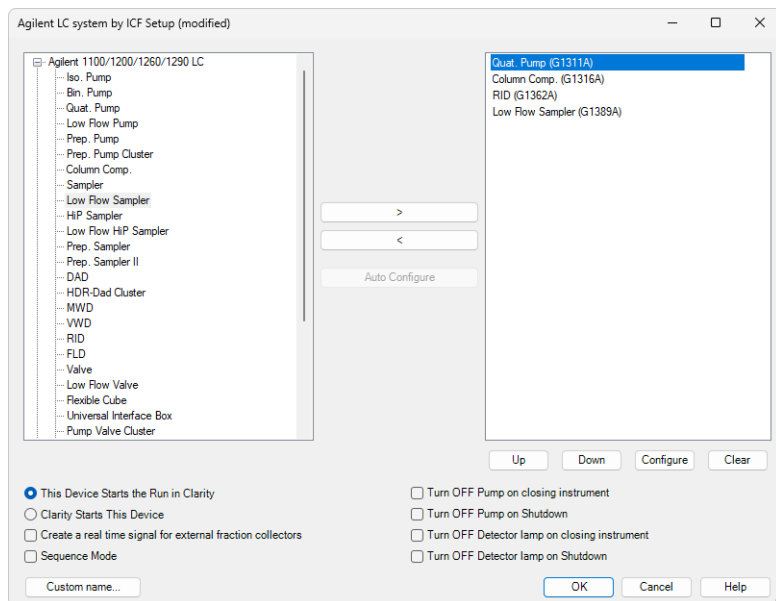 Agilent LC system by ICF Setup (modified)
Agilent 1100/1200/1260/1290 LC
Iso. Pump
Bin. Pump
Quat. Pump
Low Flow Pump
Prep. Pump
Prep. Pump Cluster
Column Comp.
Sampler
Low Flow Sampler
HiP Sampler
Low Flow HiP Sampler
Prep. Sampler
Prep. Sampler II
DAD
HDR-Dad Cluster
MWD
VWD
RID
FLD
Valve
Low Flow Valve
Flexible Cube
Universal Interface Box
Pump Valve Cluster
>
<
Auto Configure
Quat. Pump (G1311A)
Column Comp. (G1316A)
RID (G1362A)
Low Flow Sampler (G1389A)
Up Down Configure Clear
This Device Starts the Run in Clarity
Clarity Starts This Device
Create a real time signal for external fraction collectors
Sequence Mode
Turn OFF Pump on closing instrument
Turn OFF Pump on Shutdown
Turn OFF Detector lamp on closing instrument
Turn OFF Detector lamp on Shutdown
Custom name... OK Cancel Help